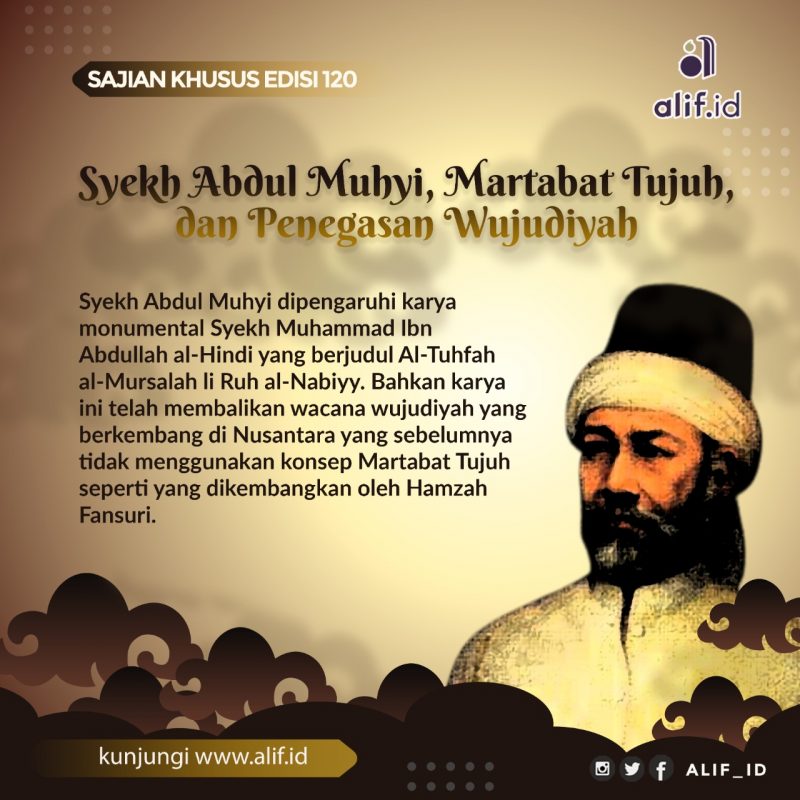 SAJIAN KHUSUS EDISI 120
alif.id
Syekh Abdul Muhyi, Martabat Tujuh,
dan Penegasan Wujudiyah
Syekh Abdul Muhyi dipengaruhi karya
monumental Syekh Muhammad Ibn
Abdullah al-Hindi yang berjudul Al-Tuhfah
al-Mursalah li Ruh al-Nabiyy. Bahkan karya
ini telah membalikan wacana wujudiyah yang
berkembang di Nusantara yang sebelumnya
tidak menggunakan konsep Martabat Tujuh
seperti yang dikembangkan oleh Hamzah
Fansuri.
kunjungi www.alif.id
ALIF_ID